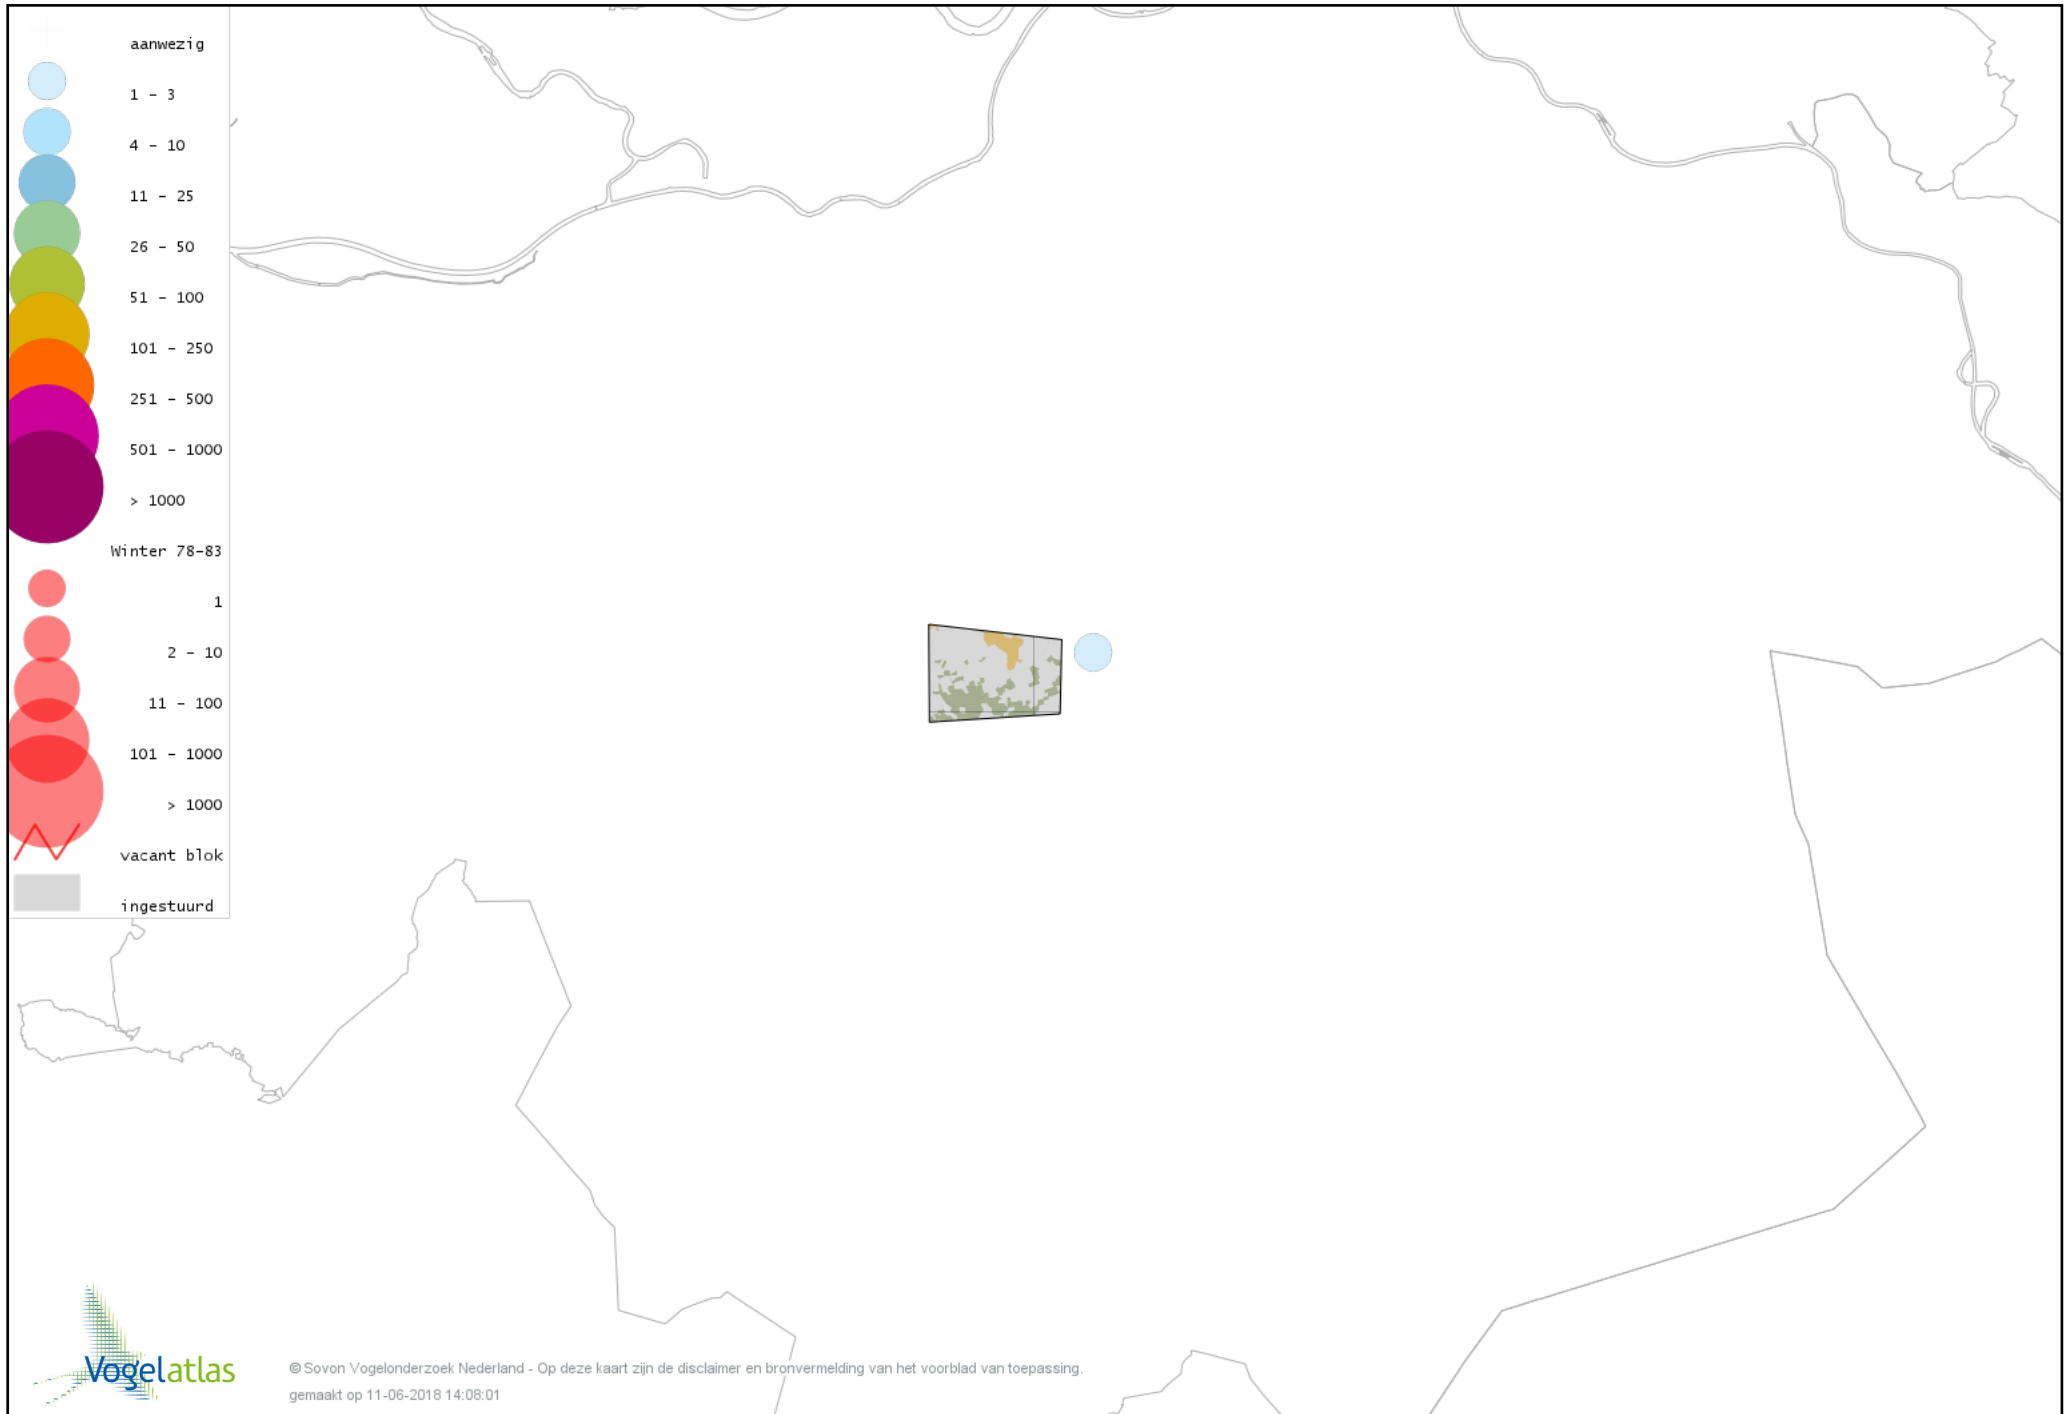 aanwezig
1 - 3
4 - 10
11 - 25
26 - 50
51 - 100
101 - 250
251 - 500
501 - 1000
> 1000
Winter 78-83
1
2 - 10
11 - 100
101 - 1000
> 1000
vacant blok
ingestuurd
Vogelatlas
© Sovon Vogelonderzoek Nederland - Op deze kaart zijn de disclaimer en bronvermelding van het voorblad van toepassing.
gemaakt op 11-06-2018 14:08:01